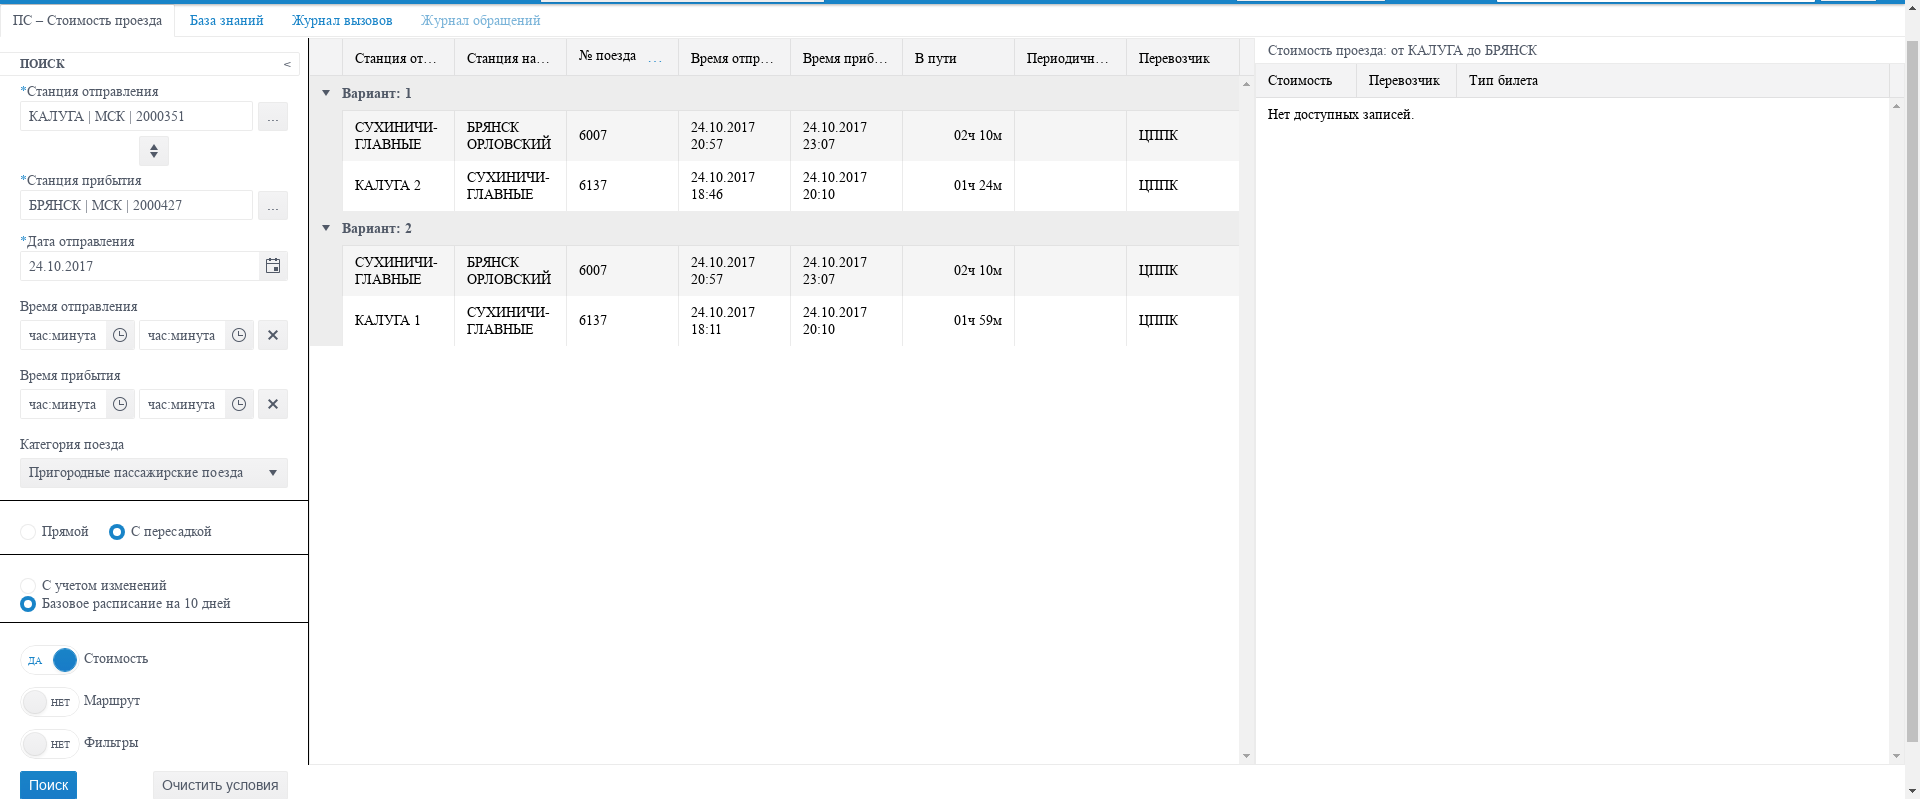 ПС – Стоимость проезда База знаний Журнал вызовов Журнал обращений
ПОИСК <
*Станция отправления
КАЛУГА | МСК | 2000351 ...
*Станция прибытия
БРЯНСК | МСК | 2000427 ...
*Дата отправления
24.10.2017
Время отправления
час:минута час:минута
Время прибытия
час:минута час:минута
Категория поезда
Пригородные пассажирские поезда
Прямой С пересадкой
С учетом изменений
Базовое расписание на 10 дней
ДА Стоимость
НЕТ Маршрут
НЕТ Фильтры
Поиск Очистить условия
Станция от... Станция на... № поезда ... Время отпр... Время приб... В пути Периодичн... Перевозчик
Вариант: 1
СУХИНИЧИ- БРЯНСК 6007 24.10.2017 24.10.2017 02ч 10м ЦППК
ГЛАВНЫЕ ОРЛОВСКИЙ 20:57 23:07
КАЛУГА 2 СУХИНИЧИ- 6137 24.10.2017 24.10.2017 01ч 24м ЦППК
ГЛАВНЫЕ 18:46 20:10
Вариант: 2
СУХИНИЧИ- БРЯНСК 6007 24.10.2017 24.10.2017 02ч 10м ЦППК
ГЛАВНЫЕ ОРЛОВСКИЙ 20:57 23:07
КАЛУГА 1 СУХИНИЧИ- 6137 24.10.2017 24.10.2017 01ч 59м ЦППК
ГЛАВНЫЕ 18:11 20:10
Стоимость проезда: от КАЛУГА до БРЯНСК
Стоимость Перевозчик Тип билета
Нет доступных записей.